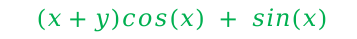 (x + y)cos(x) + sin(x)